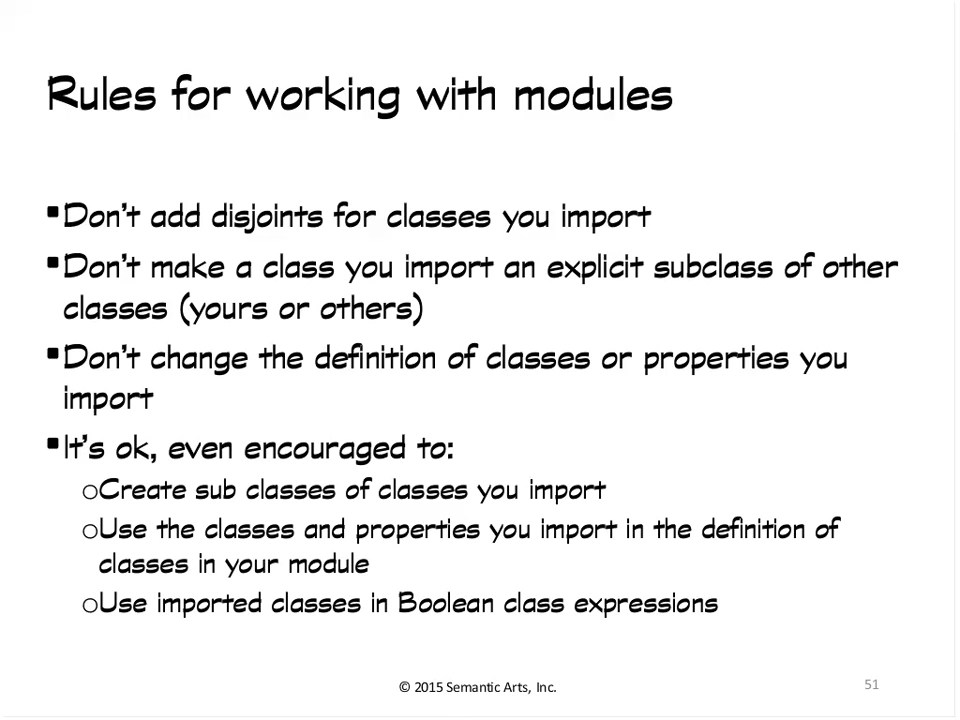 Rules for working with modules
▪Don't add disjoints for classes you import
▪Don't make a class you import an explicit subclass of other
classes (yours or others)
▪Don't change the definition of classes or properties you
import
▪It's ok, even encouraged to:
oCreate sub classes of classes you import
oUse the classes and properties you import in the definition of
classes in your module
oUse imported classes in Boolean class expressions
© 2015 Semantic Arts, Inc.
51